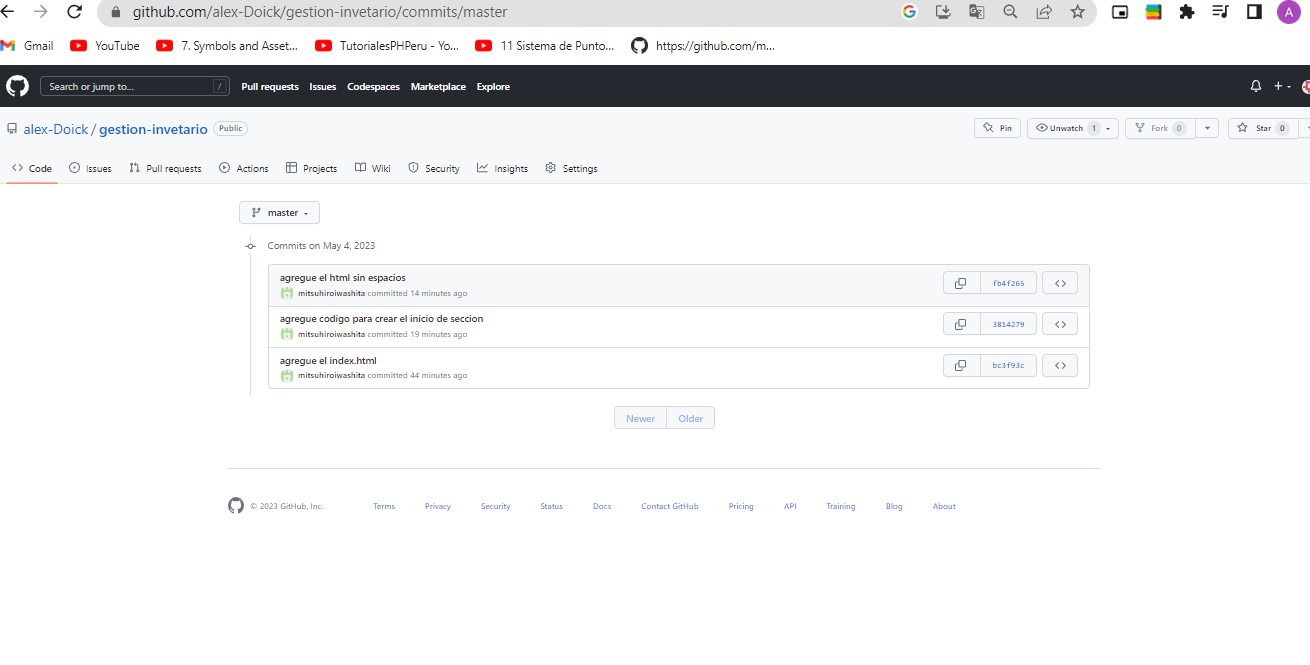 github.com/alex-Doick/gestion-invetario/commits/master
A
Gmail YouTube 7. Symbols and Asset... TutorialesPHPeru - Yo... 11 Sistema de Punto... https://github.com/m...
Search or jump to... / Pull requests Issues Codespaces Marketplace Explore
alex-Doick / gestion-invetario Public Pin Unwatch 1 Fork 0 Star 0
Code Issues Pull requests Actions Projects Wiki Security Insights Settings
master
Commits on May 4, 2023
agregue el html sin espacios
mitsuhiroiwashita committed 14 minutes ago
fb4f265
agregue codigo para crear el inicio de seccion
mitsuhiroiwashita committed 19 minutes ago
3814279
agregue el index.html
mitsuhiroiwashita committed 44 minutes ago
bc3f93c
Newer Older
© 2023 GitHub, Inc. Terms Privacy Security Status Docs Contact GitHub Pricing API Training Blog About